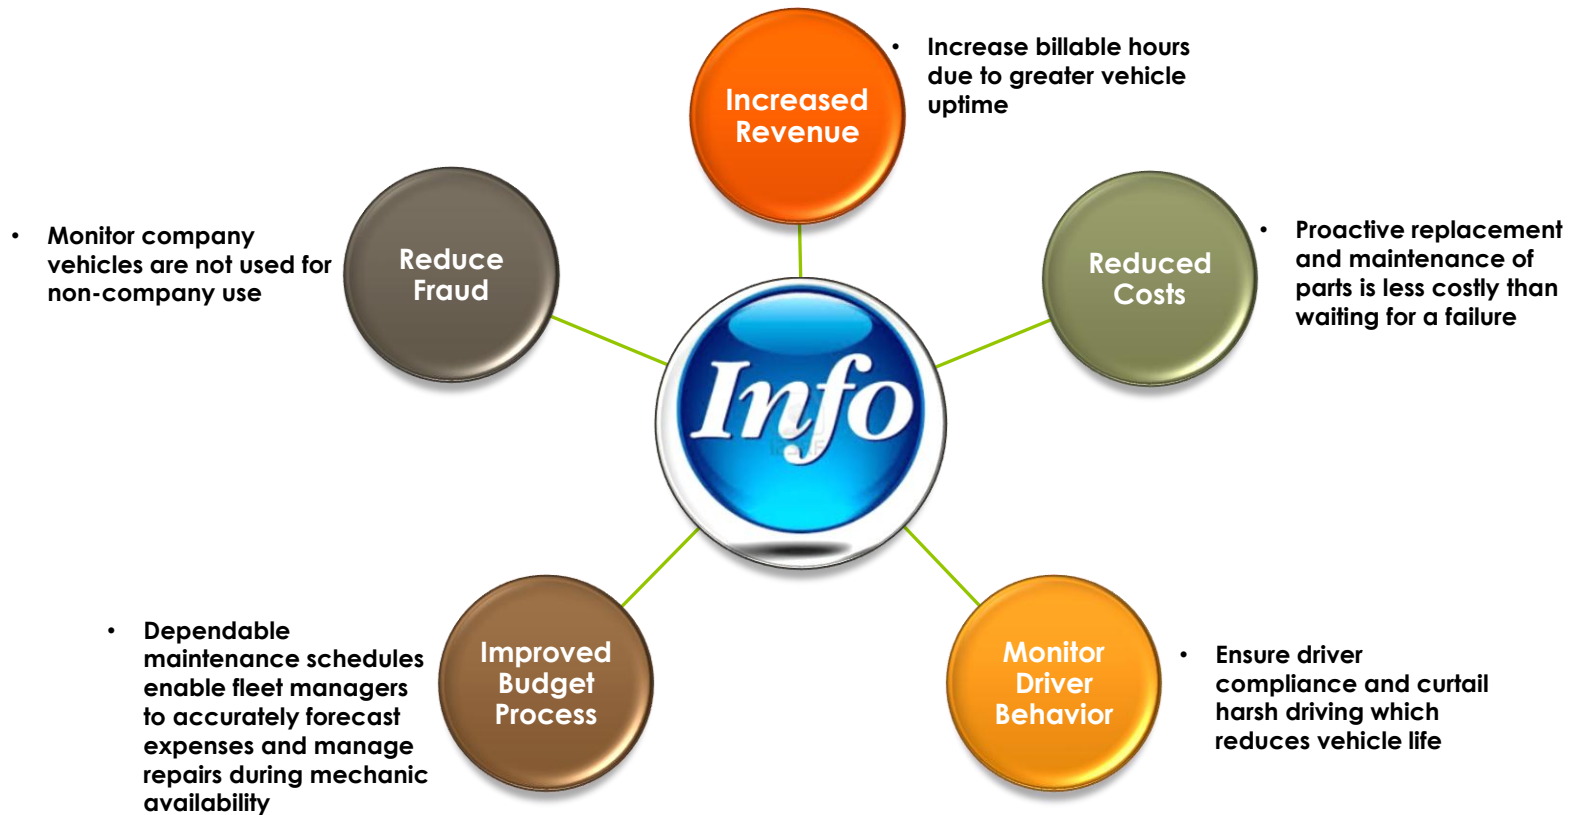 Increased
Revenue
• Increase billable hours
due to greater vehicle
uptime
Reduced
Costs
• Proactive replacement
and maintenance of
parts is less costly than
waiting for a failure
Monitor
Driver
Behavior
• Ensure driver
compliance and curtail
harsh driving which
reduces vehicle life
Improved
Budget
Process
• Dependable
maintenance schedules
enable fleet managers
to accurately forecast
expenses and manage
repairs during mechanic
availability
Reduce
Fraud
• Monitor company
vehicles are not used for
non-company use
Info